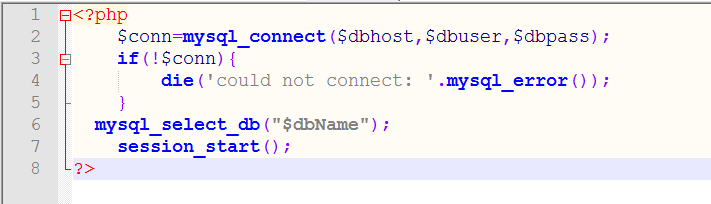 1 <?php
2 $conn=mysql_connect($dbhost,$dbuser,$dbpass);
3 if(!$conn){
4 die('could not connect: '.mysql_error());
5 }
6 mysql_select_db("$dbName");
7 session_start();
8 ?>